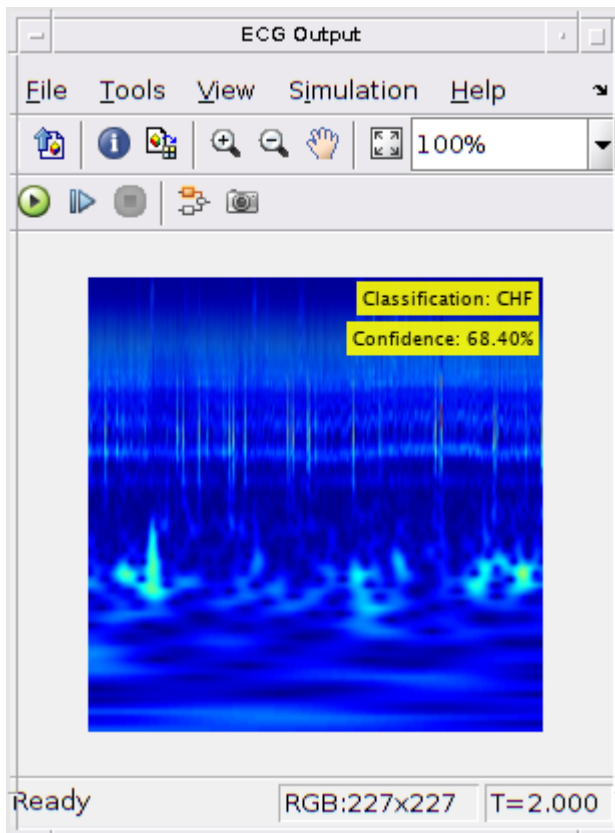 ECG Output
File Tools View Simulation Help
100%
Classification: CHF
Confidence: 68.40%
Ready RGB:227x227 T=2.000